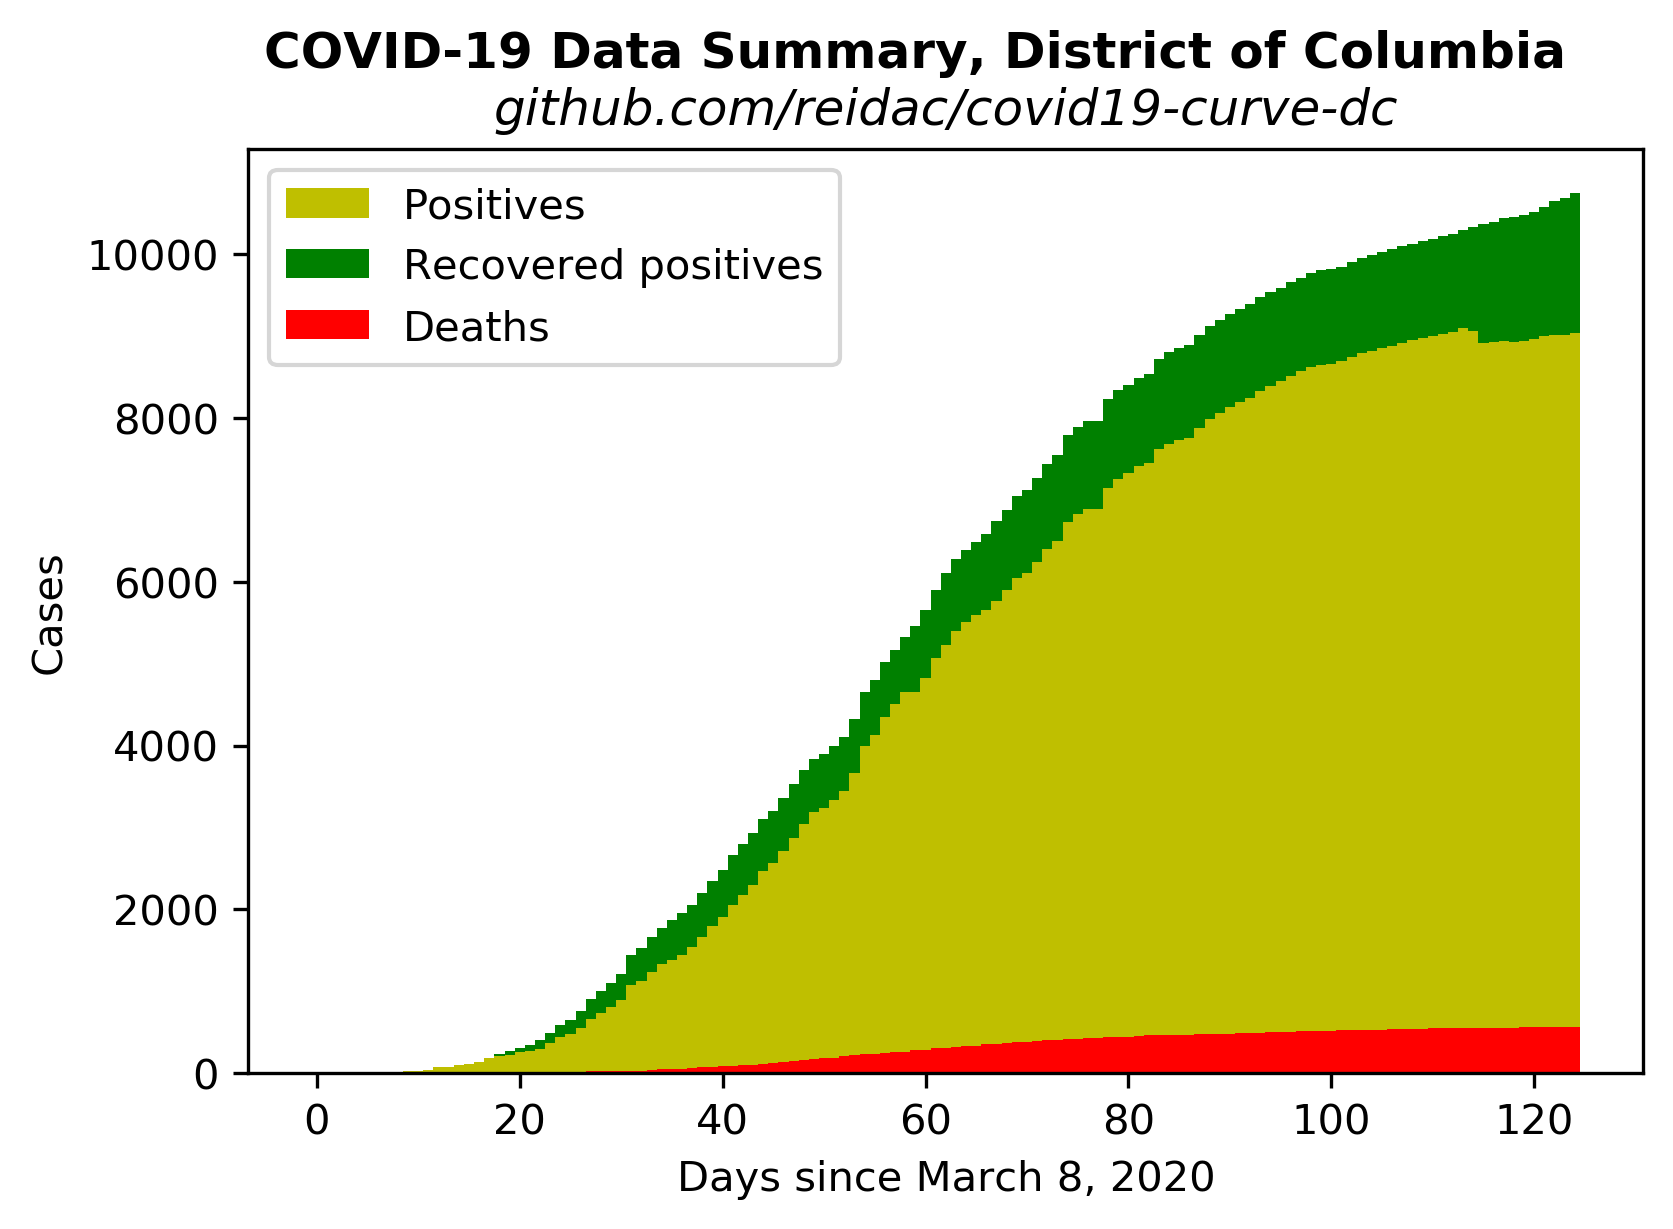 COVID-19 Data Summary, District of Columbia
github.com/reidac/covid19-curve-dc
Positives
Recovered positives
Deaths
10000
8000
6000
4000
2000
0
Cases
0 20 40 60 80 100 120
Days since March 8, 2020